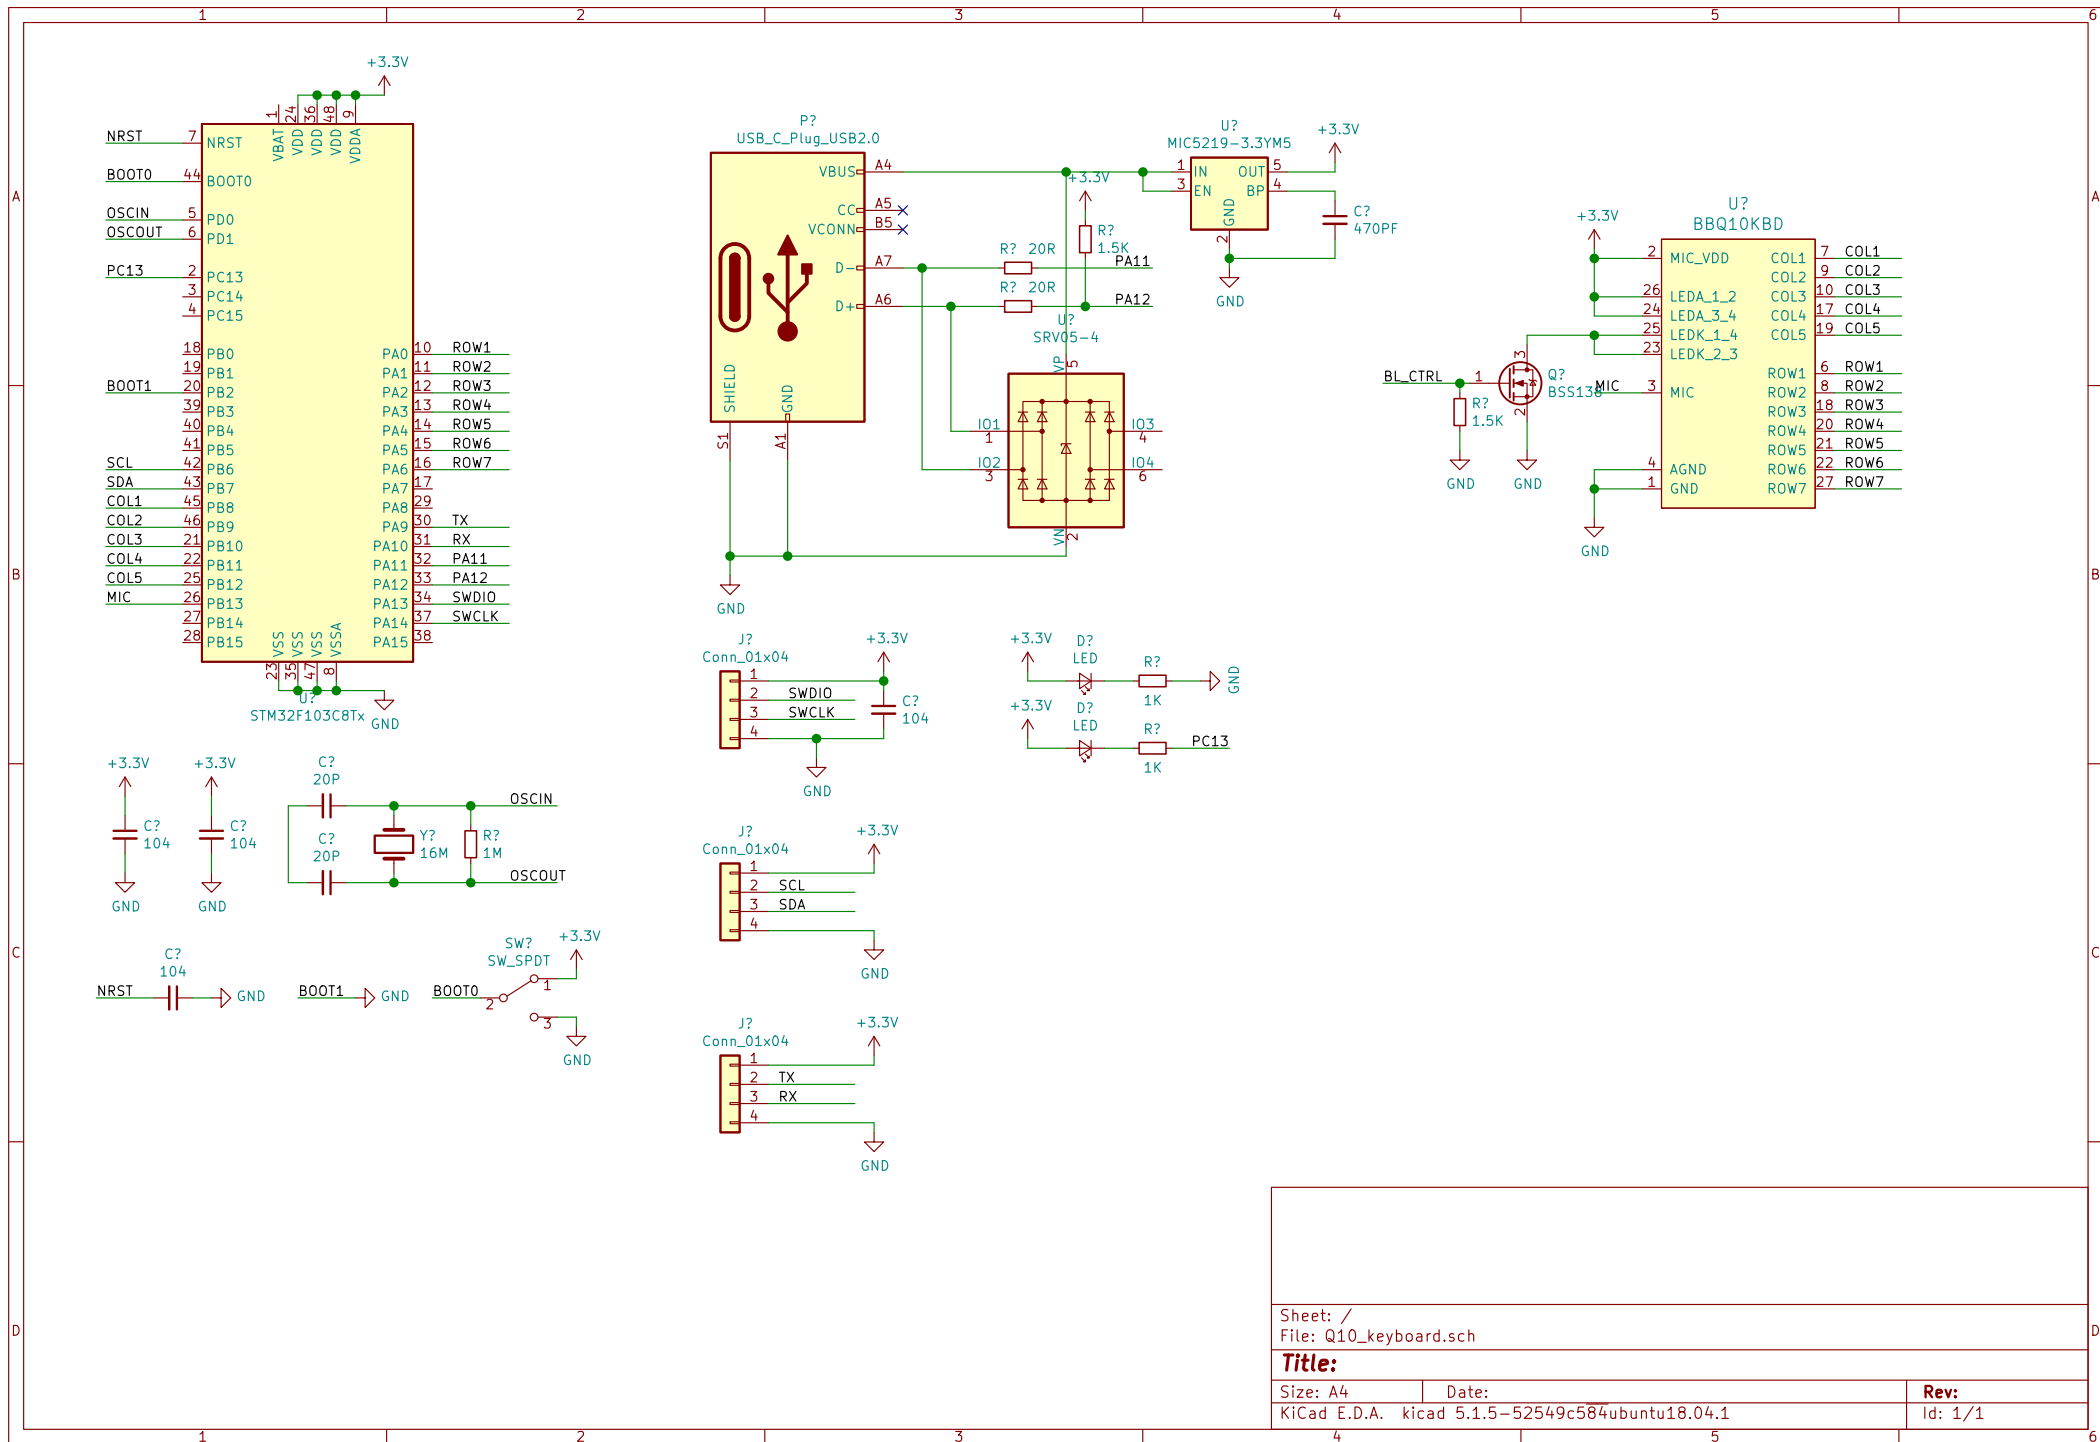 1 2 3 4 5 6
A
B
C
D
A
B
C
D
1 2 3 4 5 6
+3.3V
1 24 36 48 9
VBAT VDD VDD VDD VDDA
NRST 7 NRST
BOOT0 44 BOOT0
OSCIN 5 PD0
OSCOUT 6 PD1
PC13 2 PC13
3 PC14
4 PC15
18 PB0
19 PB1
BOOT1 20 PB2
39 PB3
40 PB4
41 PB5
SCL 42 PB6
SDA 43 PB7
COL1 45 PB8
COL2 46 PB9
COL3 21 PB10
COL4 22 PB11
COL5 25 PB12
MIC 26 PB13
27 PB14
28 PB15
PA0 10 ROW1
PA1 11 ROW2
PA2 12 ROW3
PA3 13 ROW4
PA4 14 ROW5
PA5 15 ROW6
PA6 16 ROW7
PA7 17
PA8 29
PA9 30 TX
PA10 31 RX
PA11 32 PA11
PA12 33 PA12
PA13 34 SWDIO
PA14 37 SWCLK
PA15 38
VSS VSS VSS VSSA
23 35 47 8
U?
STM32F103C8Tx
GND
+3.3V
C?
104
GND
+3.3V
C?
104
GND
C?
20P
C?
20P
Y?
16M
R?
1M
OSCIN
OSCOUT
C?
104
NRST
GND
BOOT1
GND
SW?
SW_SPDT
+3.3V
BOOT0
2
1
3
GND
P?
USB_C_Plug_USB2.0
VBUS A4
CC A5
VCONN B5
D- A7
D+ A6
SHIELD
GND
S1
A1
GND
+3.3V
R?
1.5K
R? 20R
PA11
R? 20R
PA12
U?
SRV05-4
VP
5
IO1
1
IO2
3
IO3
4
IO4
6
VN
2
U?
MIC5219-3.3YM5
1 IN
3 EN
OUT 5
BP 4
GND
2
GND
+3.3V
C?
470PF
J?
Conn_01x04
+3.3V
1
2 SWDIO
3 SWCLK
4
C?
104
GND
+3.3V
D?
LED
R?
1K
GND
+3.3V
D?
LED
R?
1K
PC13
J?
Conn_01x04
+3.3V
1
2 SCL
3 SDA
4
GND
J?
Conn_01x04
+3.3V
1
2 TX
3 RX
4
GND
U?
BBQ10KBD
+3.3V
2 MIC_VDD
26 LEDA_1_2
24 LEDA_3_4
25 LEDK_1_4
23 LEDK_2_3
MIC 3 MIC
4 AGND
1 GND
GND
COL1 7 COL1
COL2 9 COL2
COL3 10 COL3
COL4 17 COL4
COL5 19 COL5
ROW1 6 ROW1
ROW2 8 ROW2
ROW3 18 ROW3
ROW4 20 ROW4
ROW5 21 ROW5
ROW6 22 ROW6
ROW7 27 ROW7
BL_CTRL
1
3
2
Q?
BSS138
R?
1.5K
GND
GND
Sheet: /
File: Q10_keyboard.sch
Title:
Size: A4
Date:
Rev:
KiCad E.D.A. kicad 5.1.5-52549c584ubuntu18.04.1
Id: 1/1